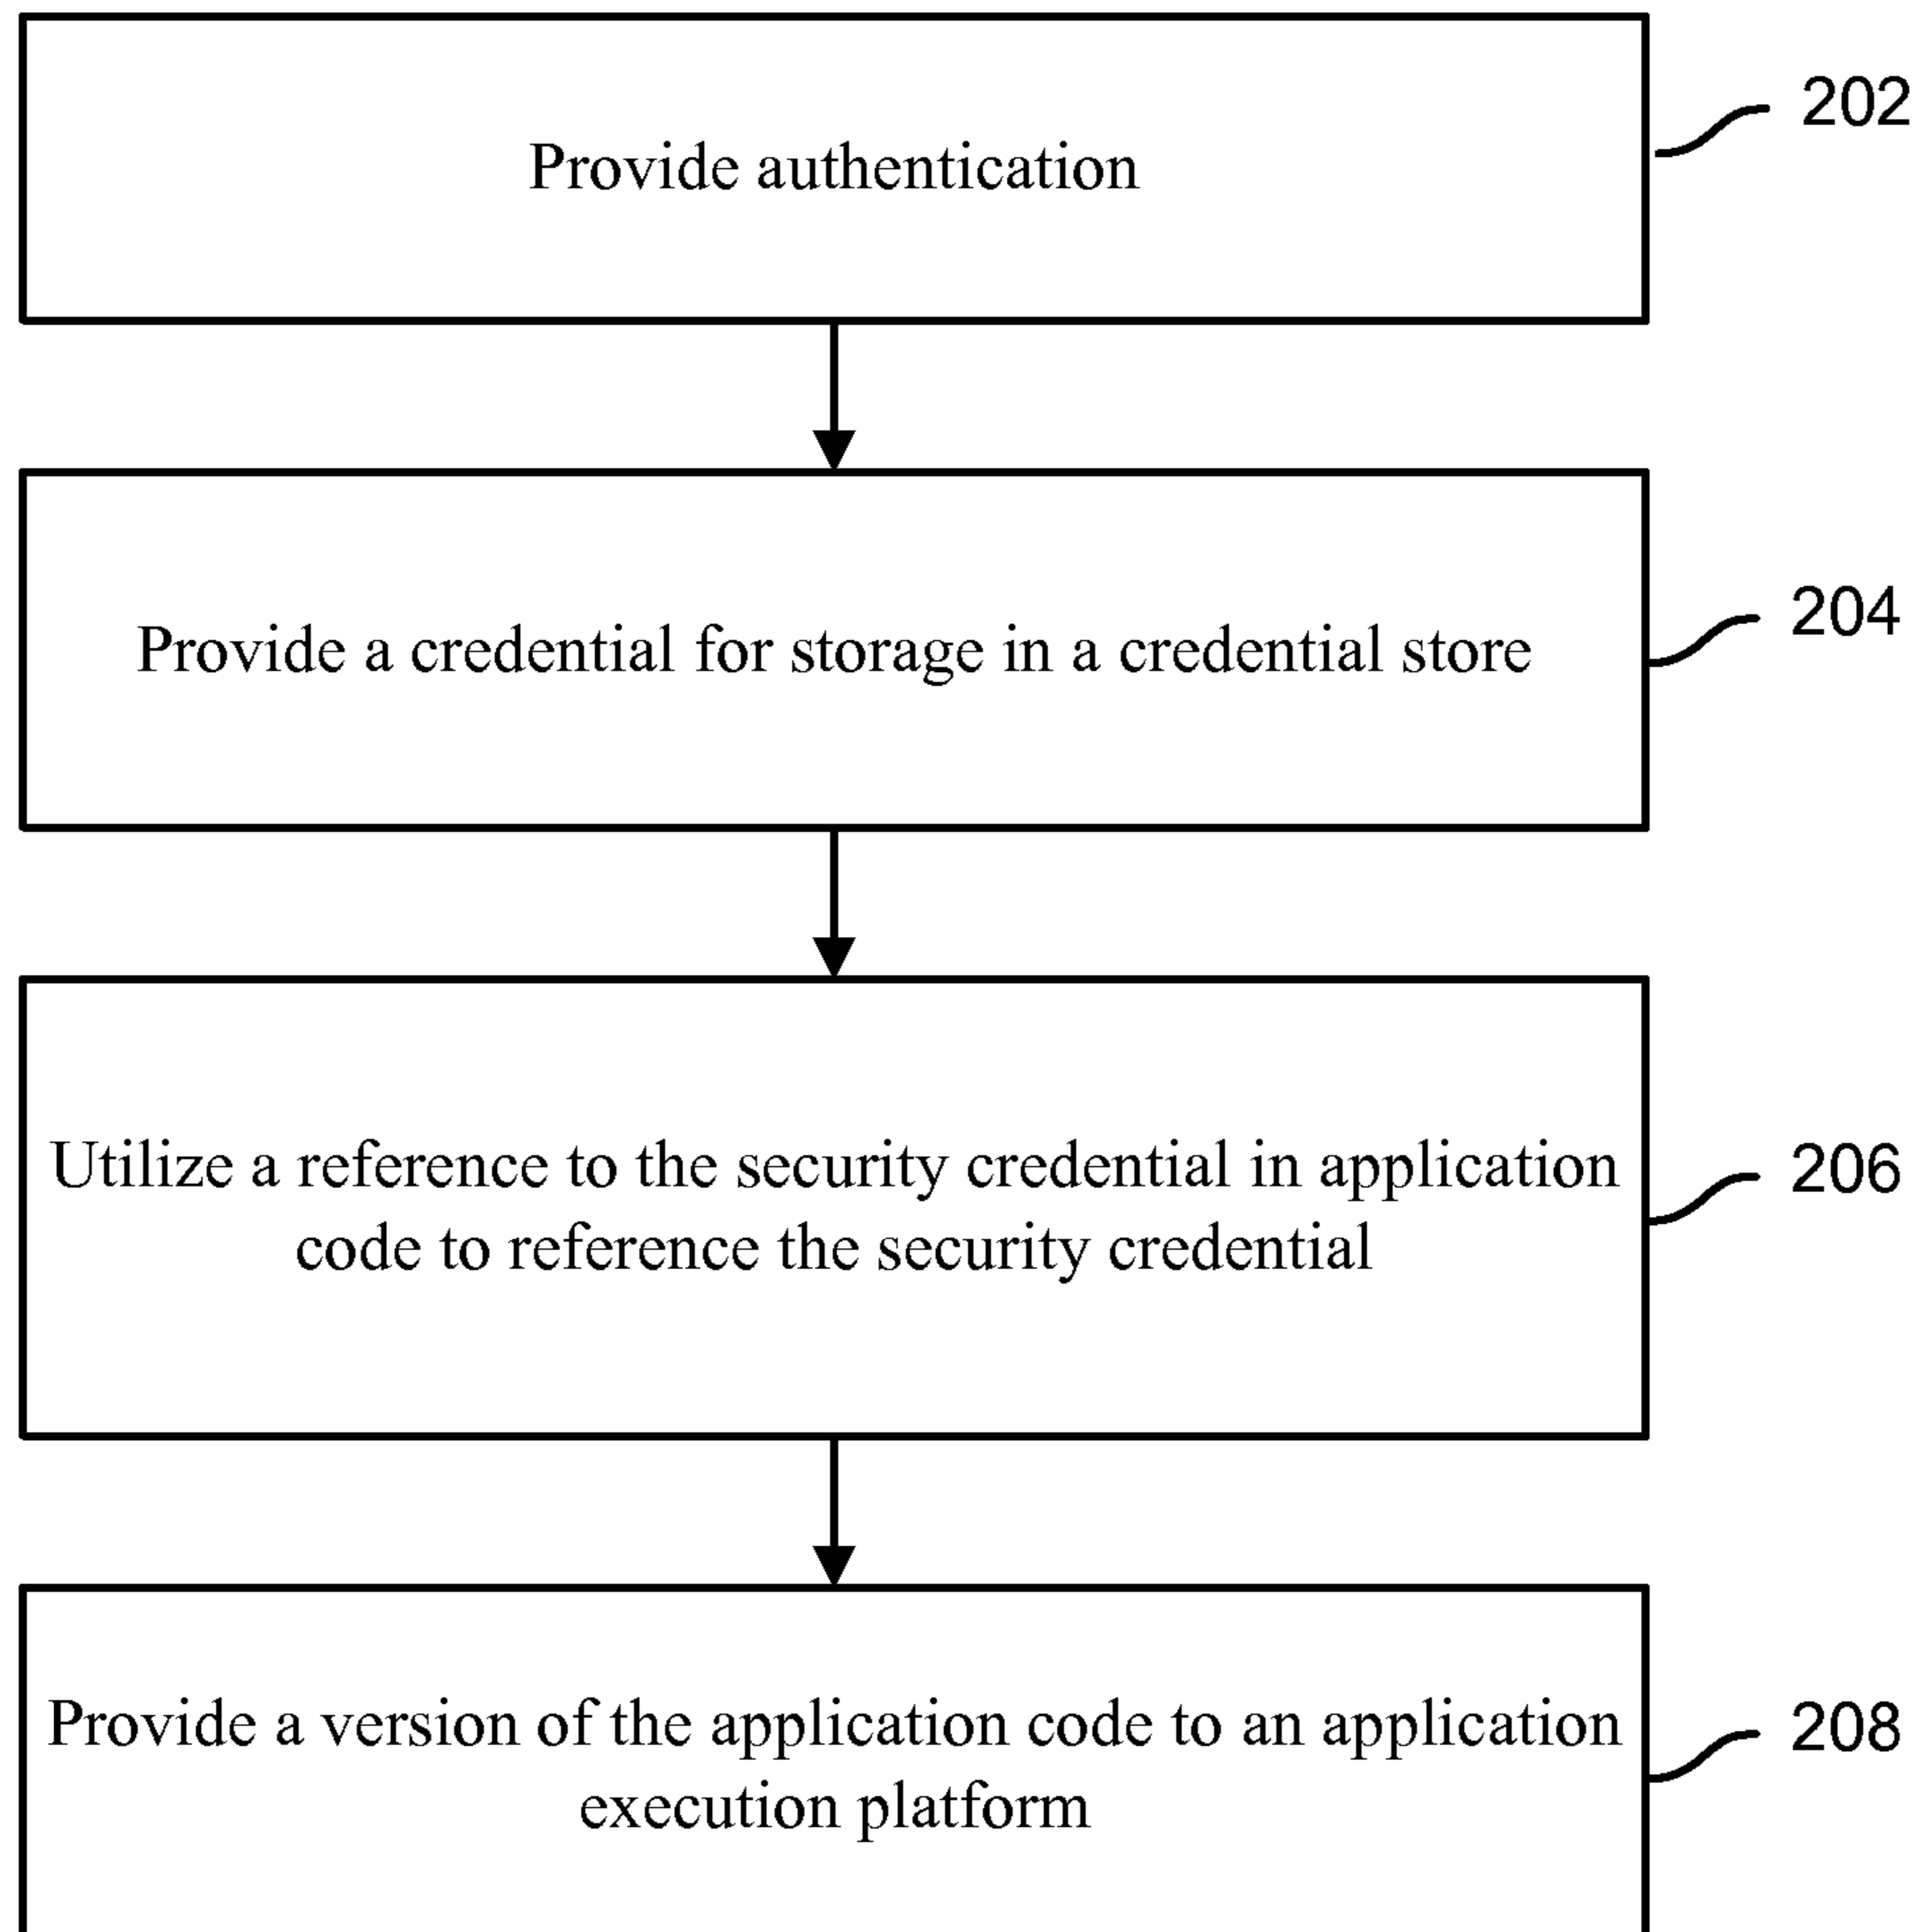 Provide authentication
202
Provide a credential for storage in a credential store
204
Utilize a reference to the security credential in application
code to reference the security credential
206
Provide a version of the application code to an application
execution platform
208